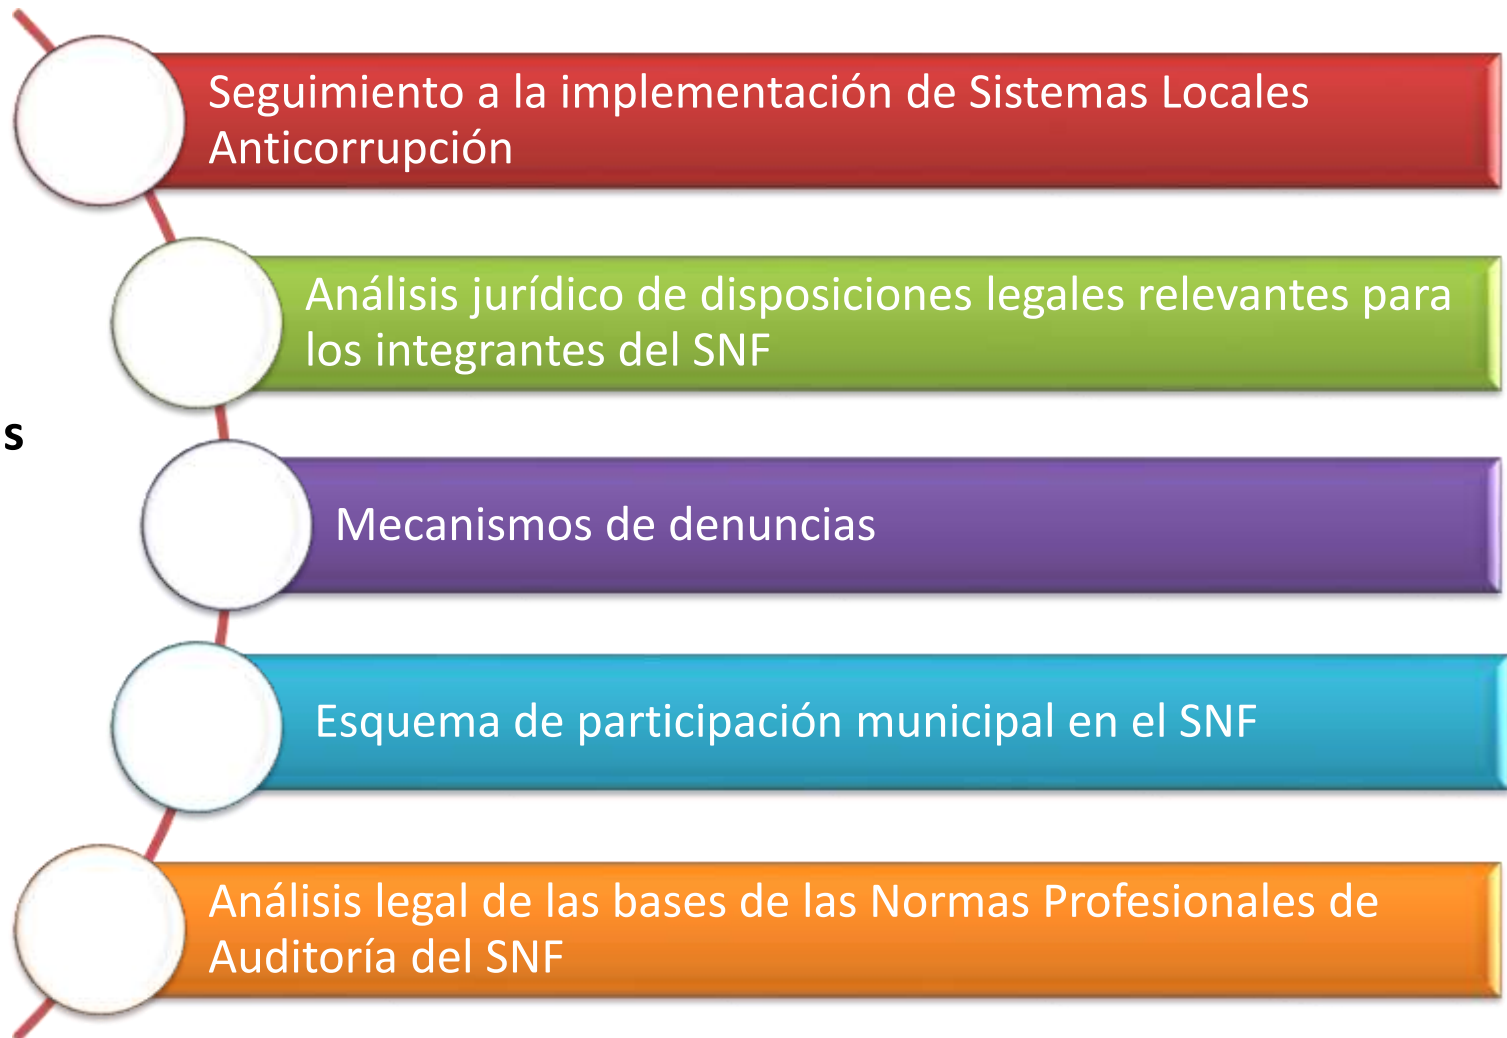 Seguimiento a la implementación de Sistemas Locales
Anticorrupción
Análisis jurídico de disposiciones legales relevantes para
los integrantes del SNF
s
Mecanismos de denuncias
Esquema de participación municipal en el SNF
Análisis legal de las bases de las Normas Profesionales de
Auditoría del SNF